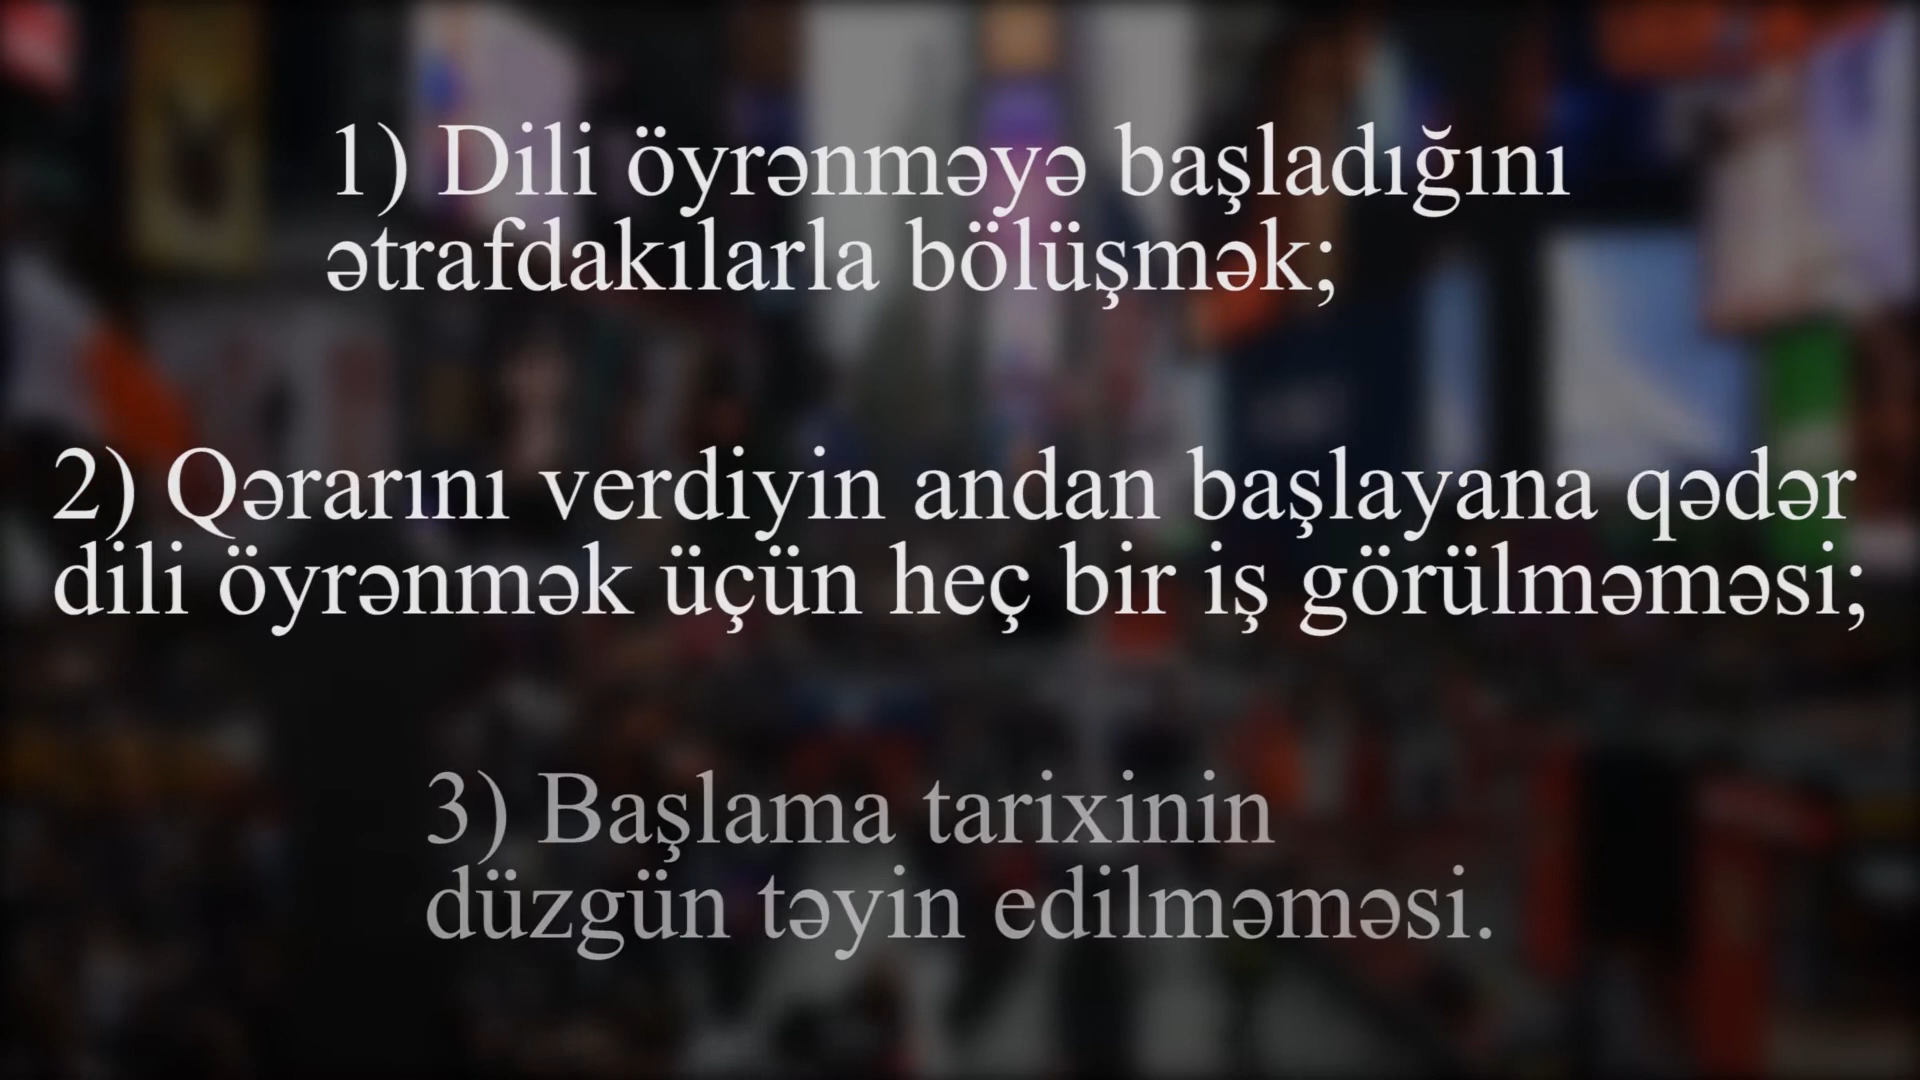 1) Dili öyrənməyə başladığını
ətrafdakılarla bölüşmək;
2) Qərarını verdiyin andan başlayana qədər
dili öyrənmək üçün heç bir iş görülməməsi;
3) Başlama tarixinin
düzgün təyin edilməməsi.